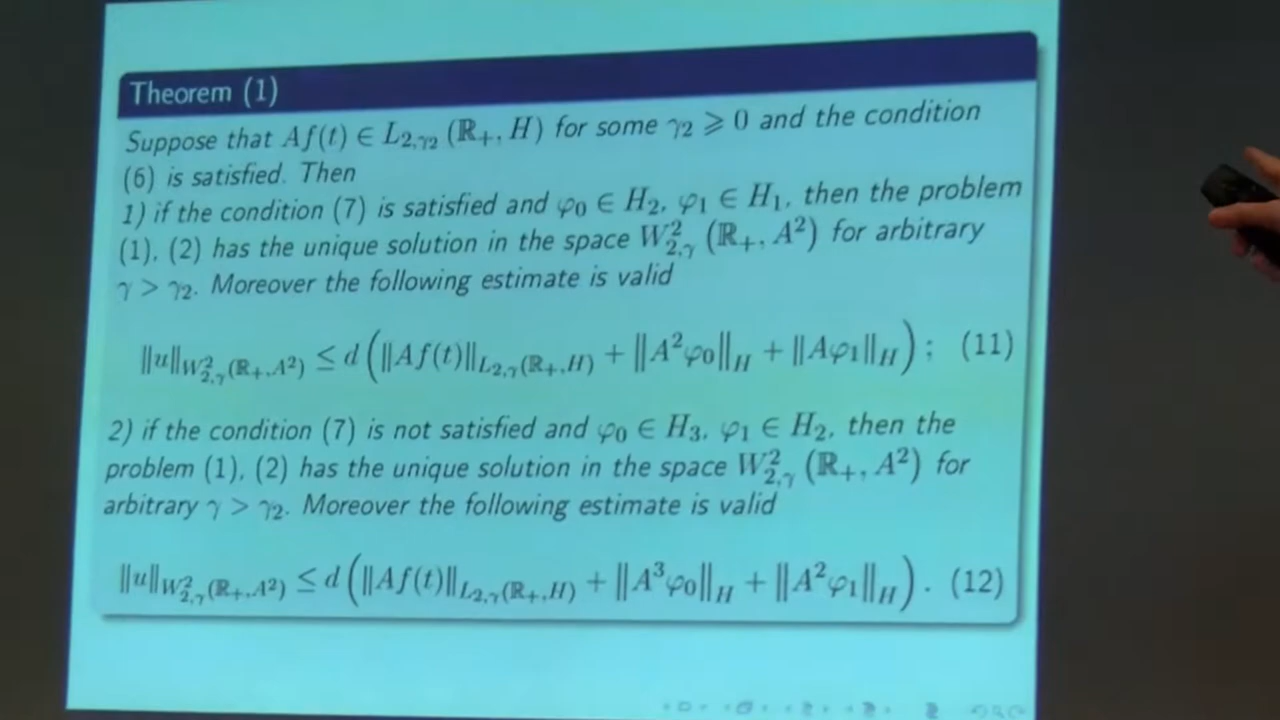 Theorem (1)
Suppose that Af(t) ∈ L₂,γ₂ (ℝ₊, H) for some γ₂ ⩾ 0 and the condition
(6) is satisfied. Then
1) if the condition (7) is satisfied and φ₀ ∈ H₂, φ₁ ∈ H₁, then the problem
(1), (2) has the unique solution in the space W²₂,γ (ℝ₊, A²) for arbitrary
γ > γ₂. Moreover the following estimate is valid
‖u‖W²₂,γ(ℝ₊,A²) ≤ d (‖Af(t)‖L₂,γ(ℝ₊,H) + ‖A²φ₀‖H + ‖Aφ₁‖H) ; (11)
2) if the condition (7) is not satisfied and φ₀ ∈ H₃, φ₁ ∈ H₂, then the
problem (1), (2) has the unique solution in the space W²₂,γ (ℝ₊, A²) for
arbitrary γ > γ₂. Moreover the following estimate is valid
‖u‖W²₂,γ(ℝ₊,A²) ≤ d (‖Af(t)‖L₂,γ(ℝ₊,H) + ‖A³φ₀‖H + ‖A²φ₁‖H) . (12)